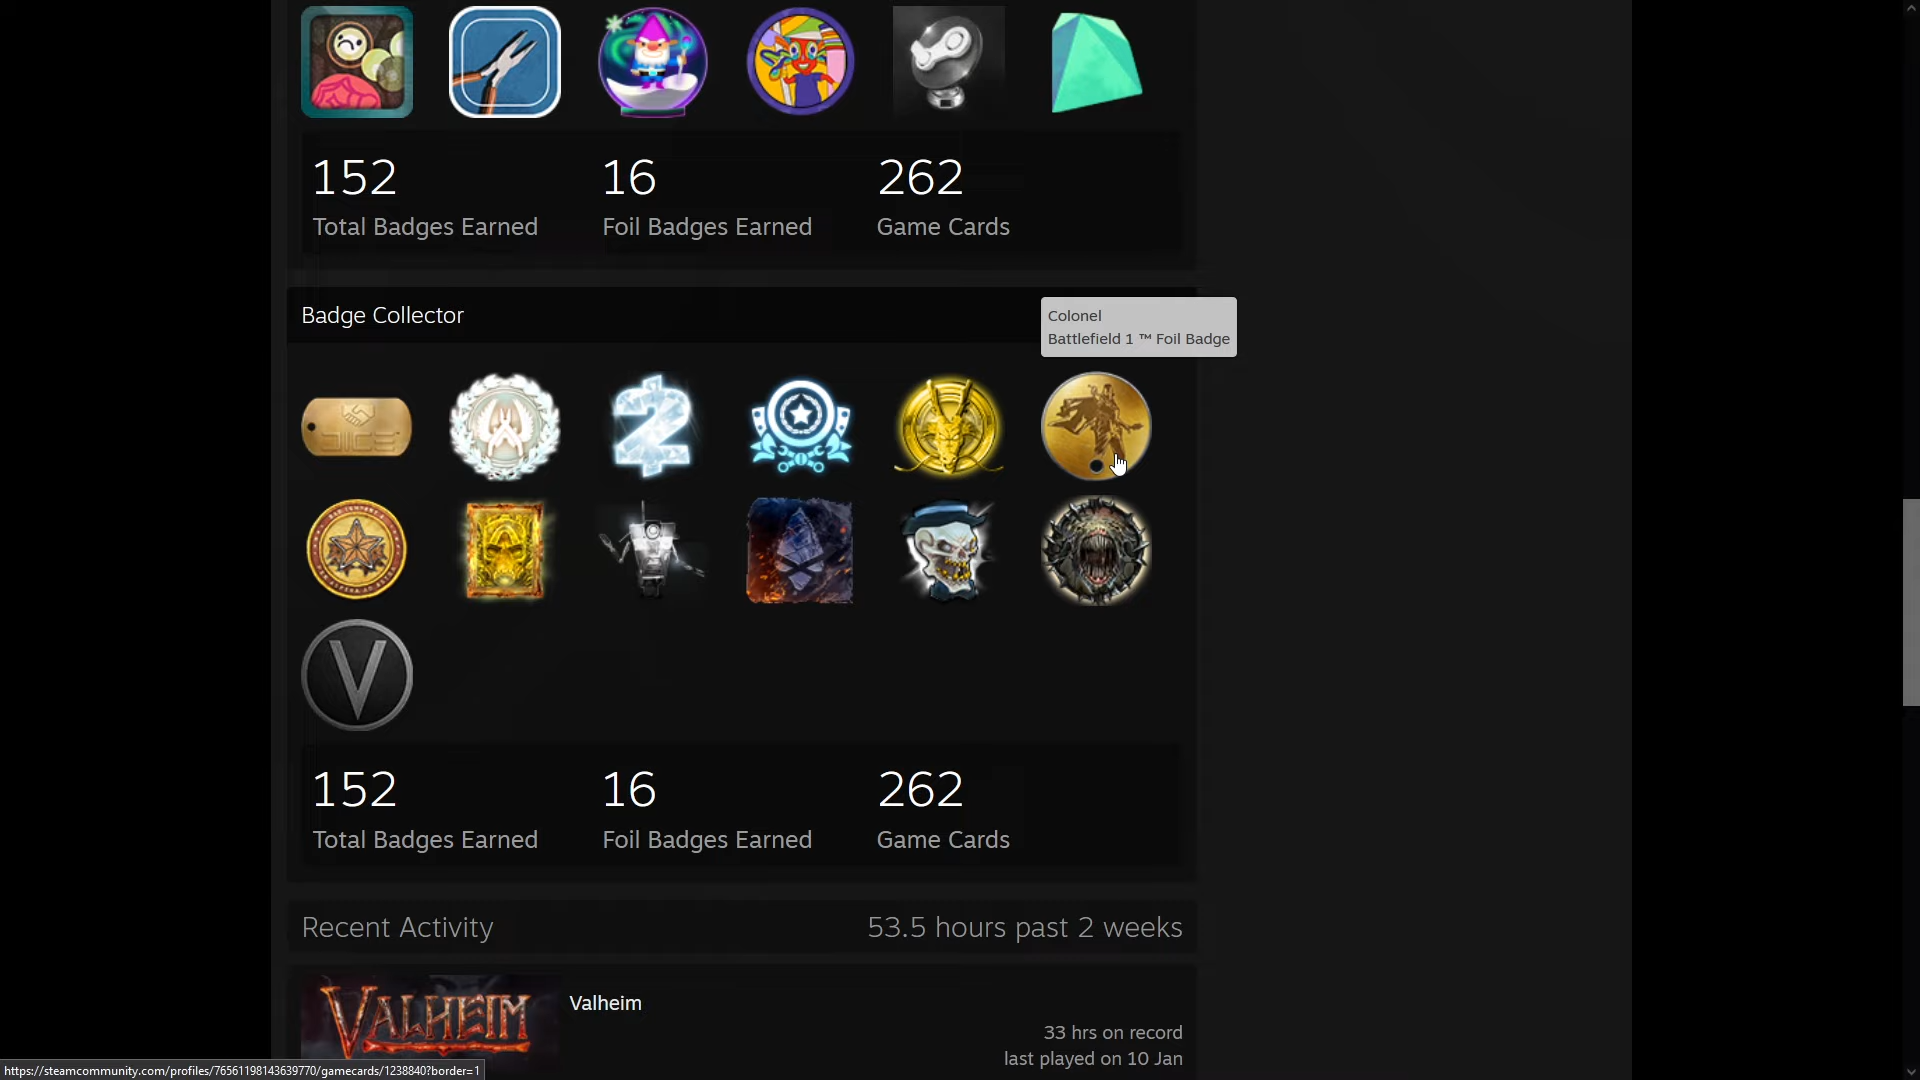 152
Total Badges Earned
16
Foil Badges Earned
262
Game Cards
Badge Collector
Colonel
Battlefield 1 ™ Foil Badge
DICE
2
V
152
Total Badges Earned
16
Foil Badges Earned
262
Game Cards
Recent Activity
53.5 hours past 2 weeks
VALHEIM
Valheim
33 hrs on record
last played on 10 Jan
https://steamcommunity.com/profiles/76561198143639770/gamecards/1238840?border=1